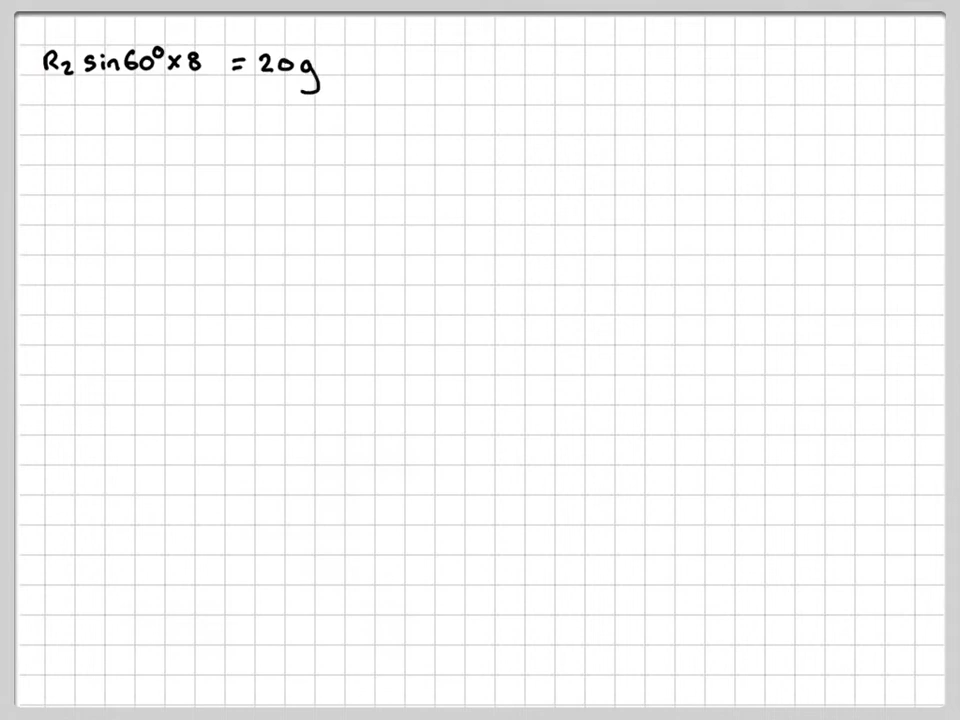 R₂ sin60° × 8 = 20g